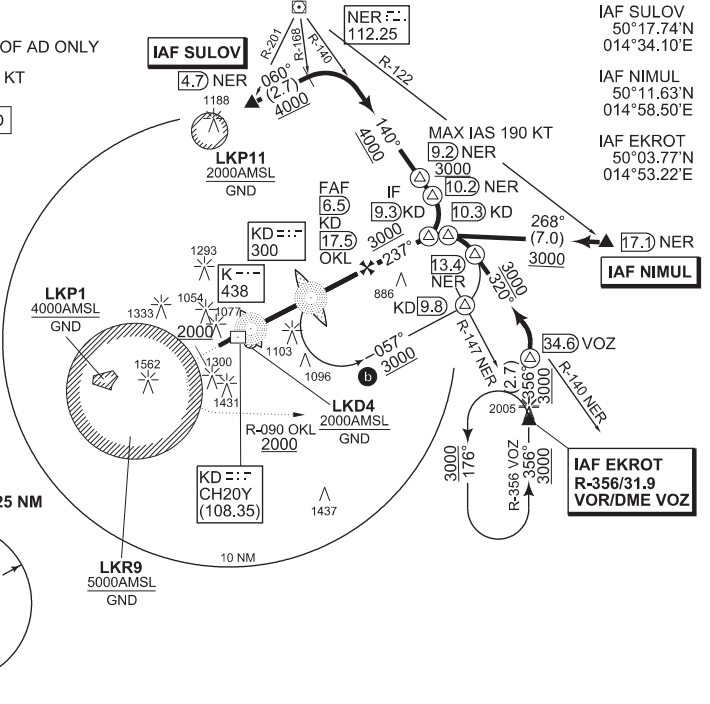 IAF SULOV
50°17.74'N
014°34.10'E
IAF NIMUL
50°11.63'N
014°58.50'E
IAF EKROT
50°03.77'N
014°53.22'E
OF AD ONLY
KT
NER
112.25
R-201
R-168
R-140
R-122
IAF SULOV
4.7 NER
060°
(2.7)
4000
1188
LKP11
2000AMSL
GND
140°
4000
MAX IAS 190 KT
9.2 NER
3000
10.2 NER
FAF
6.5
KD
17.5
OKL
IF
9.3 KD
10.3 KD
3000
237°
268°
(7.0)
3000
17.1 NER
IAF NIMUL
KD
300
K
438
1293
1054
1077
1333
2000
LKP1
4000AMSL
GND
1562
1300
1431
1103
1096
886
13.4
NER
KD 9.8
3000
320°
057°
3000
b
R-147 NER
34.6 VOZ
R-140 NER
(2.7)
356°
3000
2005
LKD4
2000AMSL
GND
R-090 OKL
2000
3000
176°
R-356 VOZ
356°
3000
IAF EKROT
R-356/31.9
VOR/DME VOZ
KD
CH20Y
(108.35)
1437
25 NM
10 NM
LKR9
5000AMSL
GND